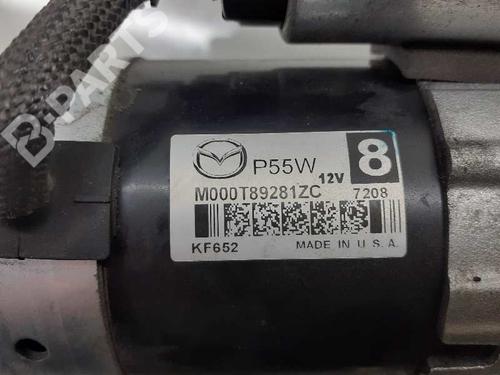 B-PARTS
P55W
12V
8
M000T89281ZC
7208
KF652
MADE IN U.S.A.